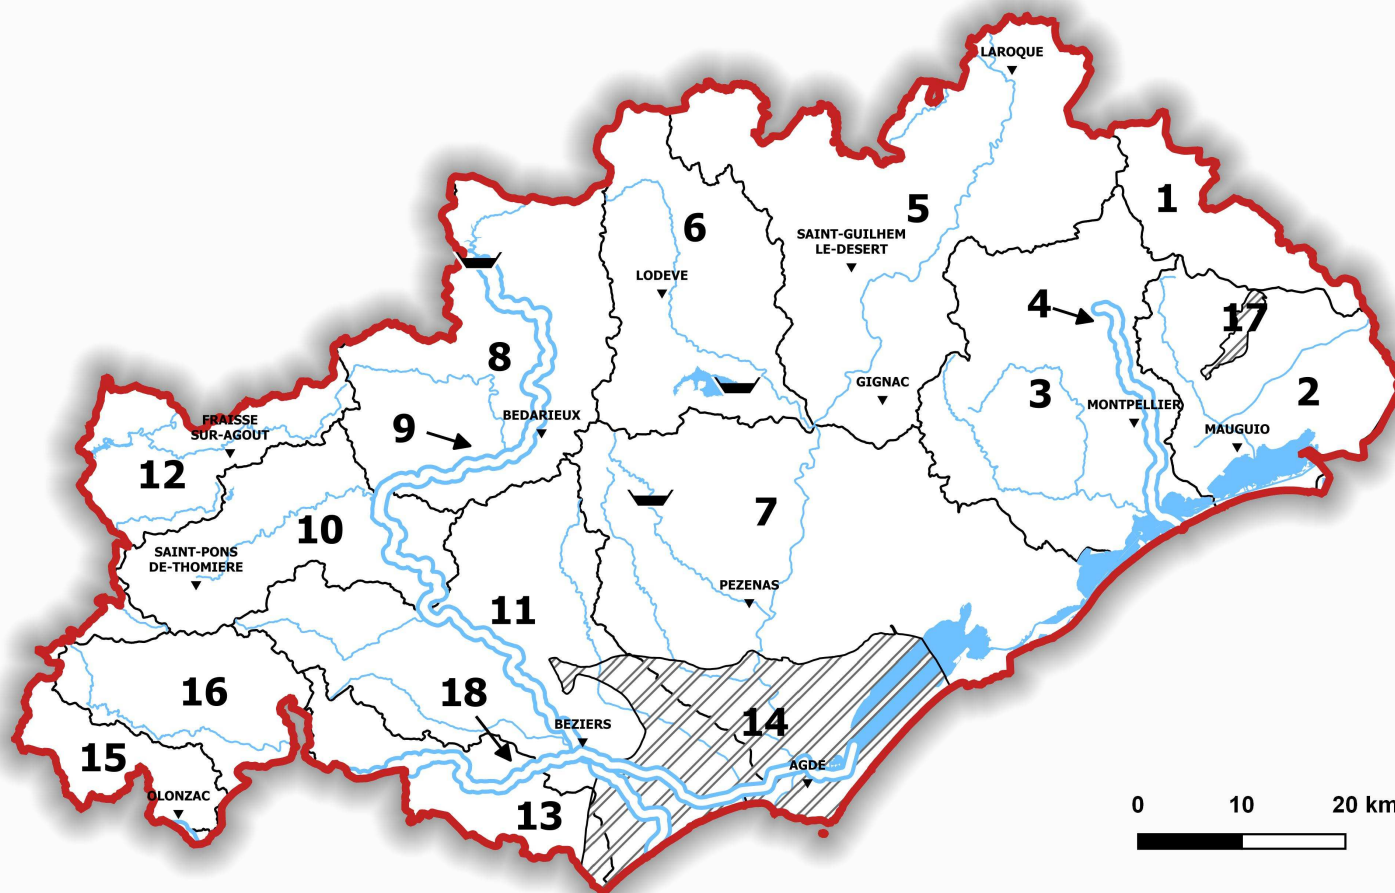 LAROQUE
1
5
6
SAINT-GUILHEM
LE-DESERT
LODEVE
4
17
8
GIGNAC
3
2
MONTPELLIER
BEDARIEUX
FRAISSE
SUR-AGOUT
9
MAUGUIO
12
7
10
SAINT-PONS
DE-THOMIERE
PEZENAS
11
16
18
BEZIERS
14
15
AGDE
OLONZAC
13
0 10 20 km